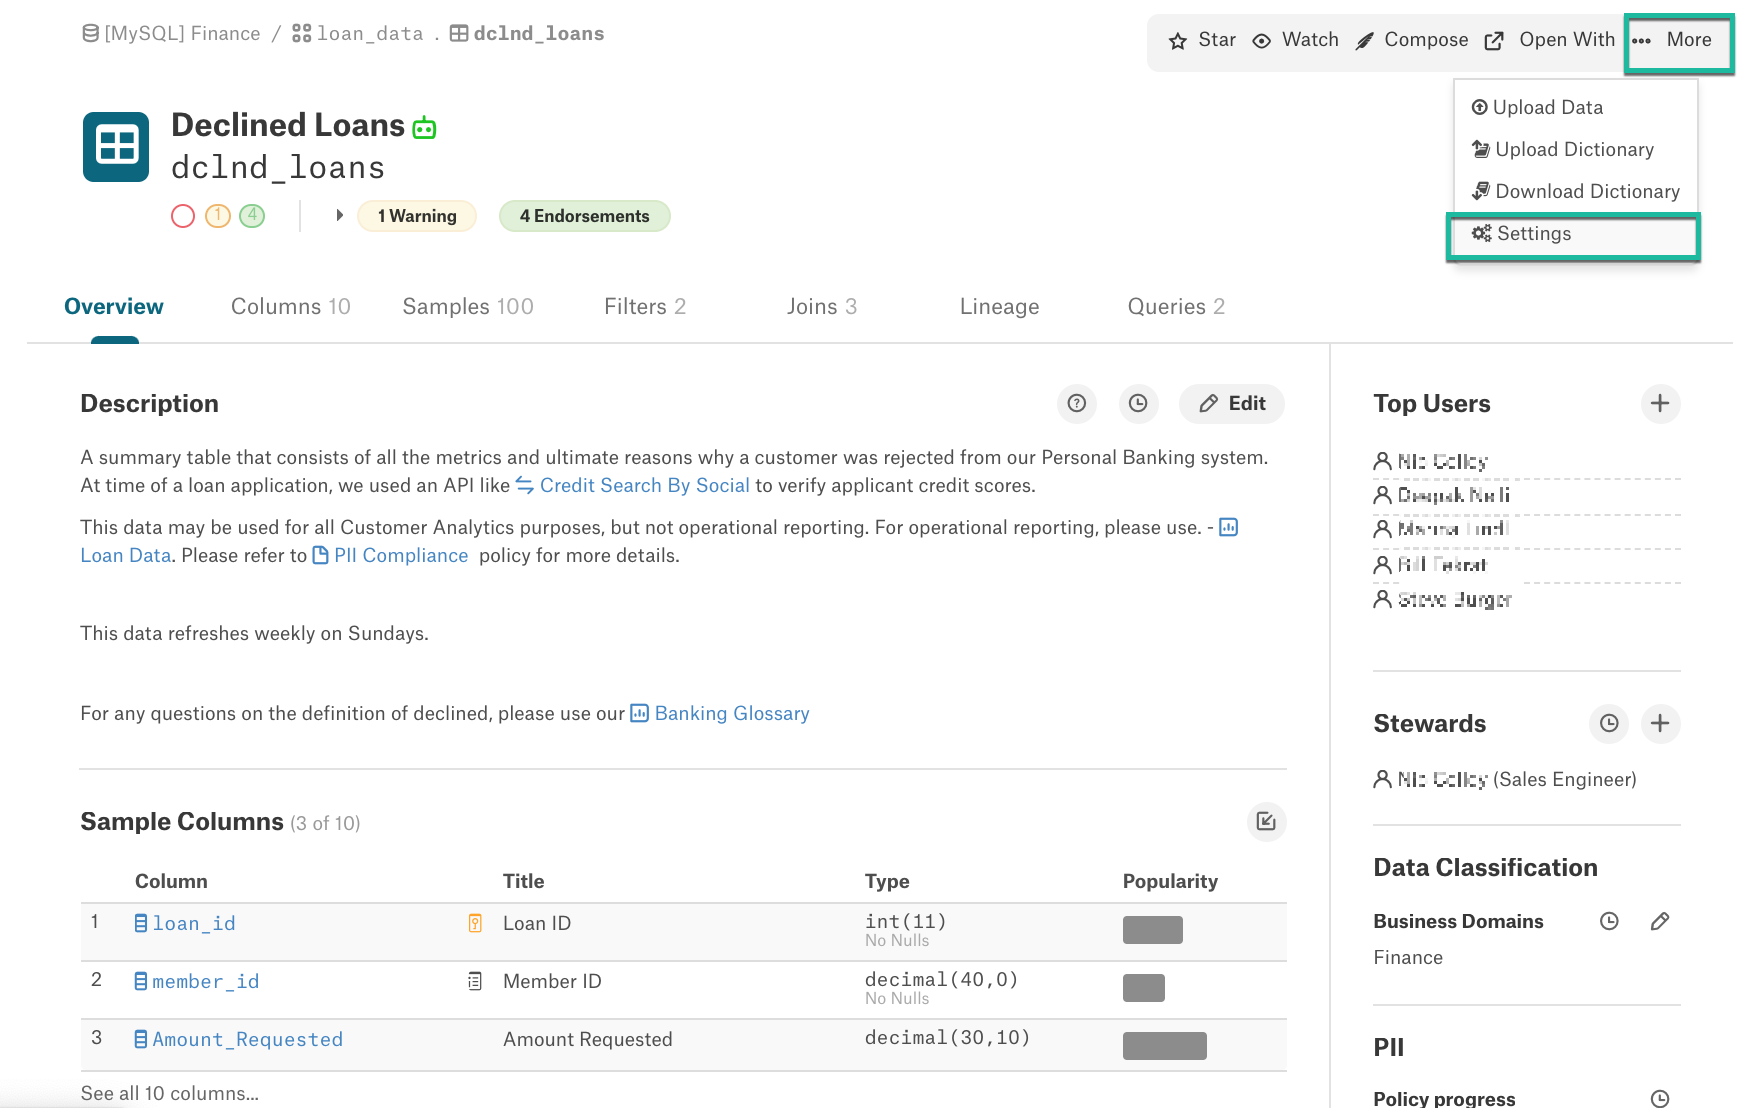 [MySQL] Finance / loan_data . dclnd_loans
Star Watch Compose Open With ••• More
Upload Data
Upload Dictionary
Download Dictionary
Settings
Declined Loans
dclnd_loans
1 4 1 Warning 4 Endorsements
Overview Columns 10 Samples 100 Filters 2 Joins 3 Lineage Queries 2
Description
Edit
A summary table that consists of all the metrics and ultimate reasons why a customer was rejected from our Personal Banking system.
At time of a loan application, we used an API like Credit Search By Social to verify applicant credit scores.
This data may be used for all Customer Analytics purposes, but not operational reporting. For operational reporting, please use. -
Loan Data. Please refer to PII Compliance policy for more details.
This data refreshes weekly on Sundays.
For any questions on the definition of declined, please use our Banking Glossary
Sample Columns (3 of 10)
Column Title Type Popularity
1 loan_id Loan ID int(11)
No Nulls
2 member_id Member ID decimal(40,0)
No Nulls
3 Amount_Requested Amount Requested decimal(30,10)
See all 10 columns...
Top Users
Stewards
(Sales Engineer)
Data Classification
Business Domains
Finance
PII
Policy progress